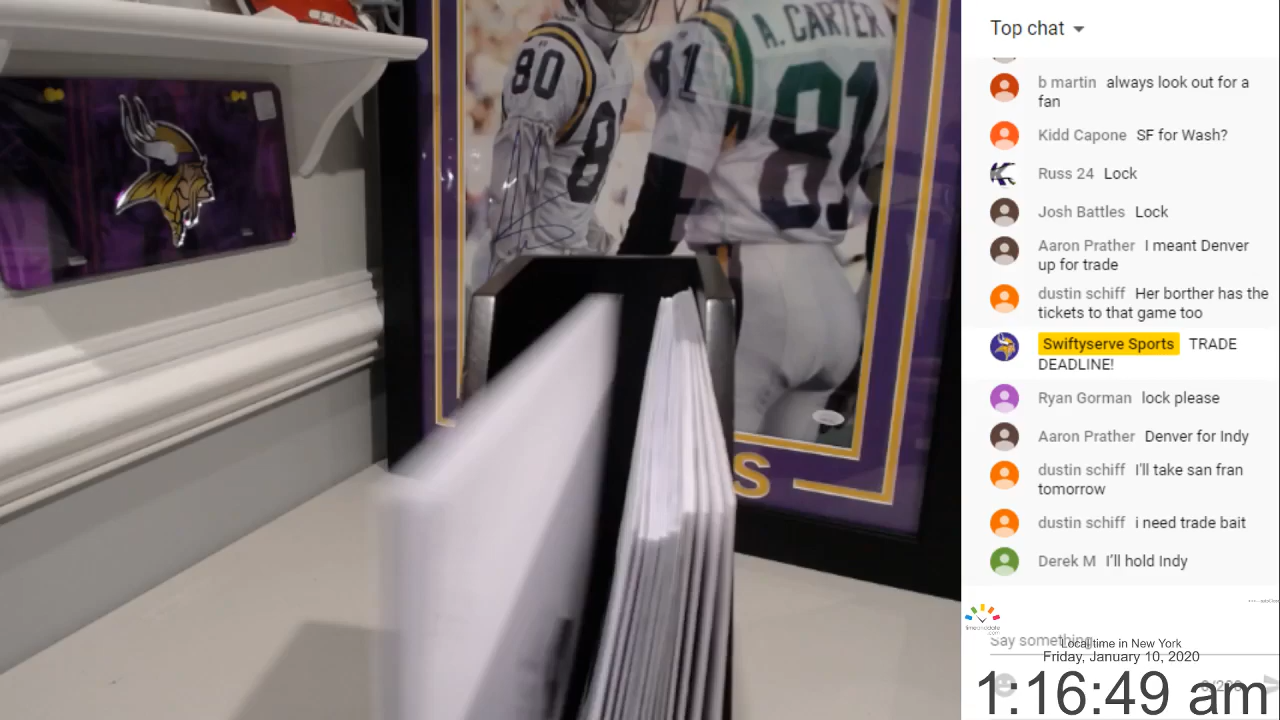 80
8
81
A. CARTER
81
S
Top chat
b martin always look out for a
fan
Kidd Capone SF for Wash?
Russ 24 Lock
Josh Battles Lock
Aaron Prather I meant Denver
up for trade
dustin schiff Her borther has the
tickets to that game too
Swiftyserve Sports TRADE
DEADLINE!
Ryan Gorman lock please
Aaron Prather Denver for Indy
dustin schiff I'll take san fran
tomorrow
dustin schiff i need trade bait
Derek M I'll hold Indy
Say something...
Local time in New York
Friday, January 10, 2020
1:16:49 am